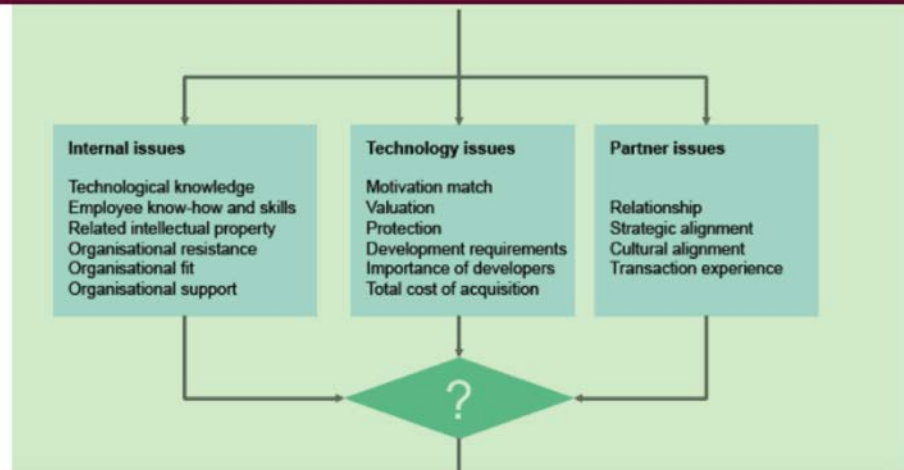 Internal issues
Technological knowledge
Employee know-how and skills
Related intellectual property
Organisational resistance
Organisational fit
Organisational support
Technology issues
Motivation match
Valuation
Protection
Development requirements
Importance of developers
Total cost of acquisition
Partner issues
Relationship
Strategic alignment
Cultural alignment
Transaction experience
?